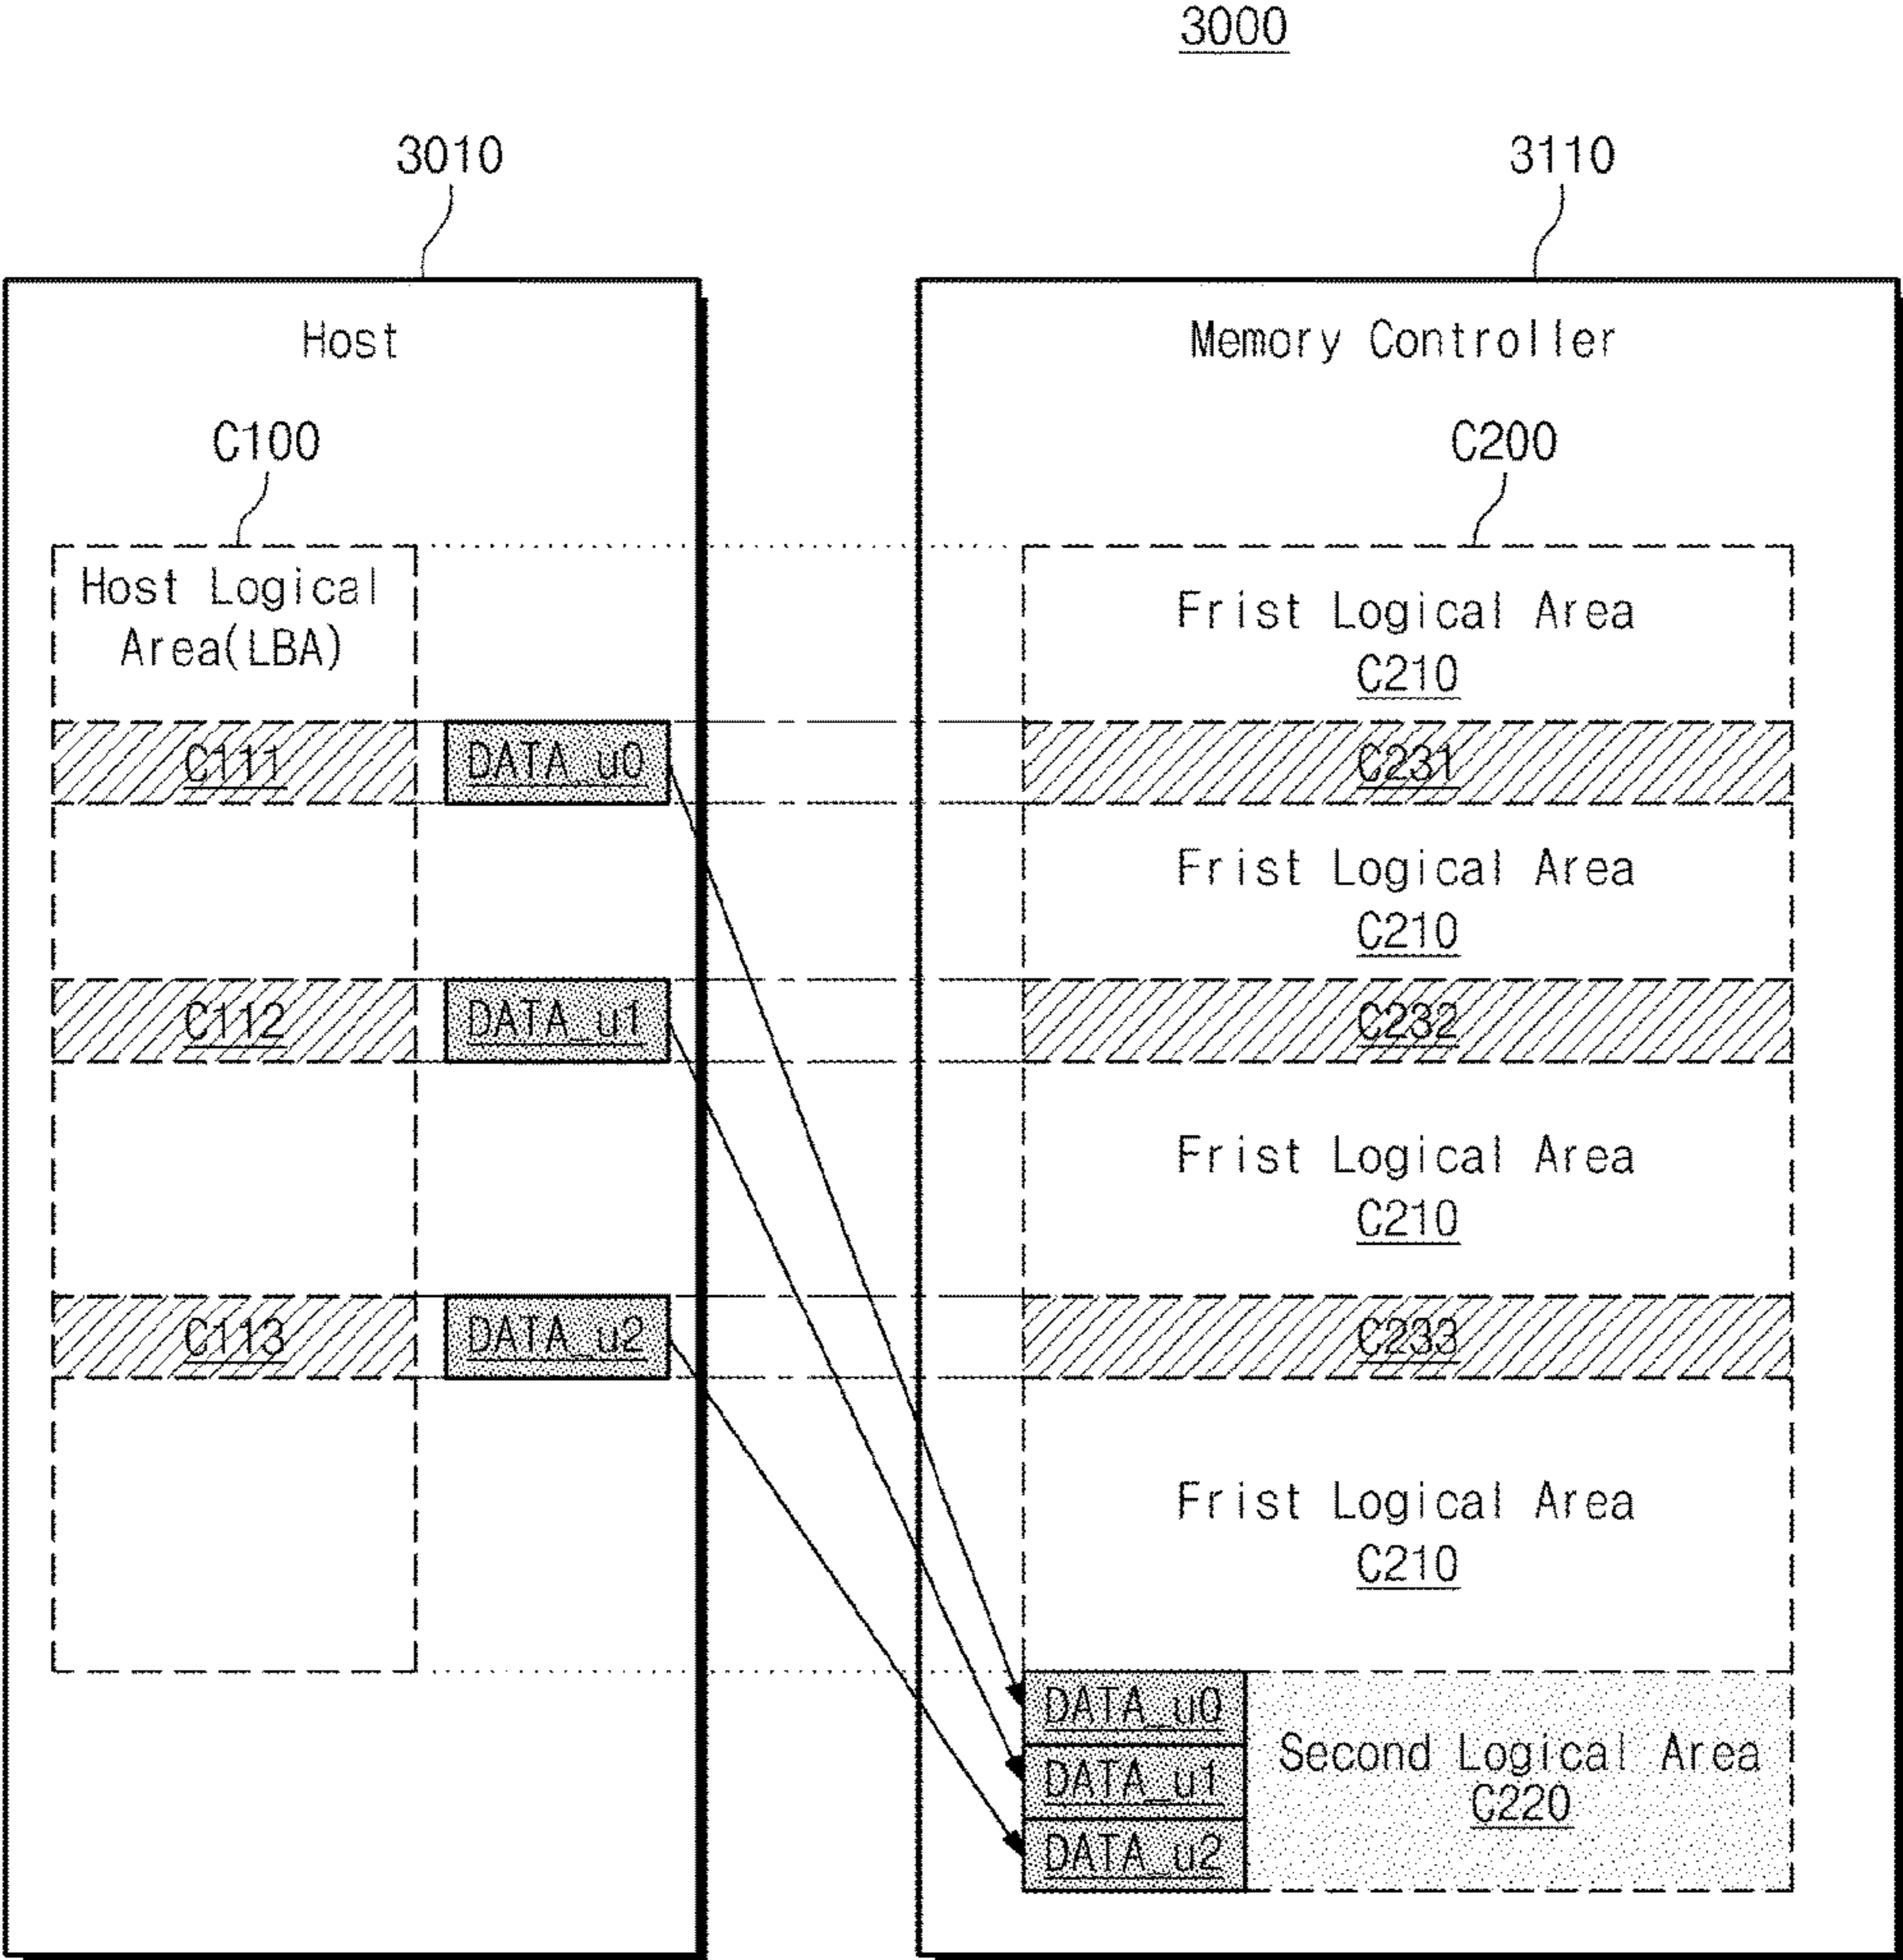 3000
3010
3110
Host
Memory Controller
C100
C200
Host Logical
Area(LBA)
Frist Logical Area
C210
C111
DATA_u0
C231
Frist Logical Area
C210
C112
DATA_u1
C232
Frist Logical Area
C210
C113
DATA_u2
C233
Frist Logical Area
C210
DATA_u0
DATA_u1
DATA_u2
Second Logical Area
C220